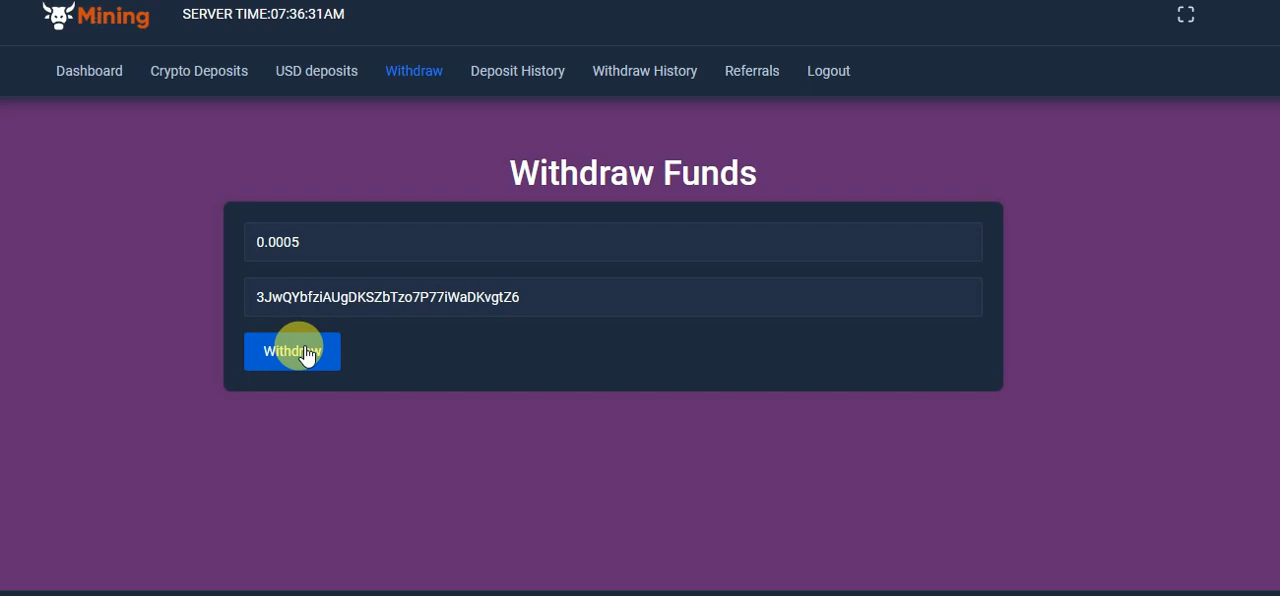 Mining
SERVER TIME:07:36:31AM
Dashboard
Crypto Deposits
USD deposits
Withdraw
Deposit History
Withdraw History
Referrals
Logout
Withdraw Funds
0.0005
3JwQYbfziAUgDKSZbTzo7P77iWaDKvgtZ6
Withdraw